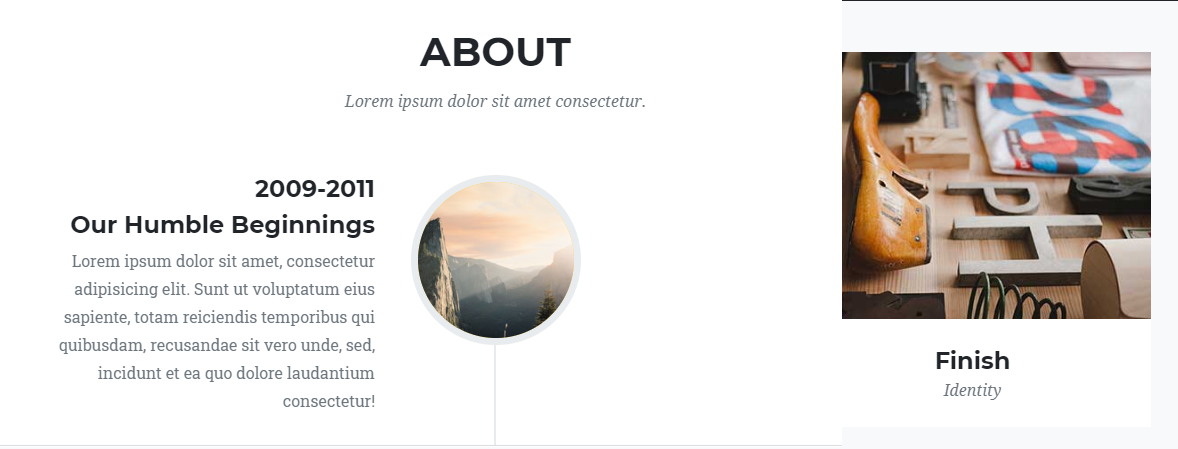 ABOUT
Lorem ipsum dolor sit amet consectetur.
2009-2011
Our Humble Beginnings
Lorem ipsum dolor sit amet, consectetur
adipisicing elit. Sunt ut voluptatum eius
sapiente, totam reiciendis temporibus qui
quibusdam, recusandae sit vero unde, sed,
incidunt et ea quo dolore laudantium
consectetur!
Finish
Identity